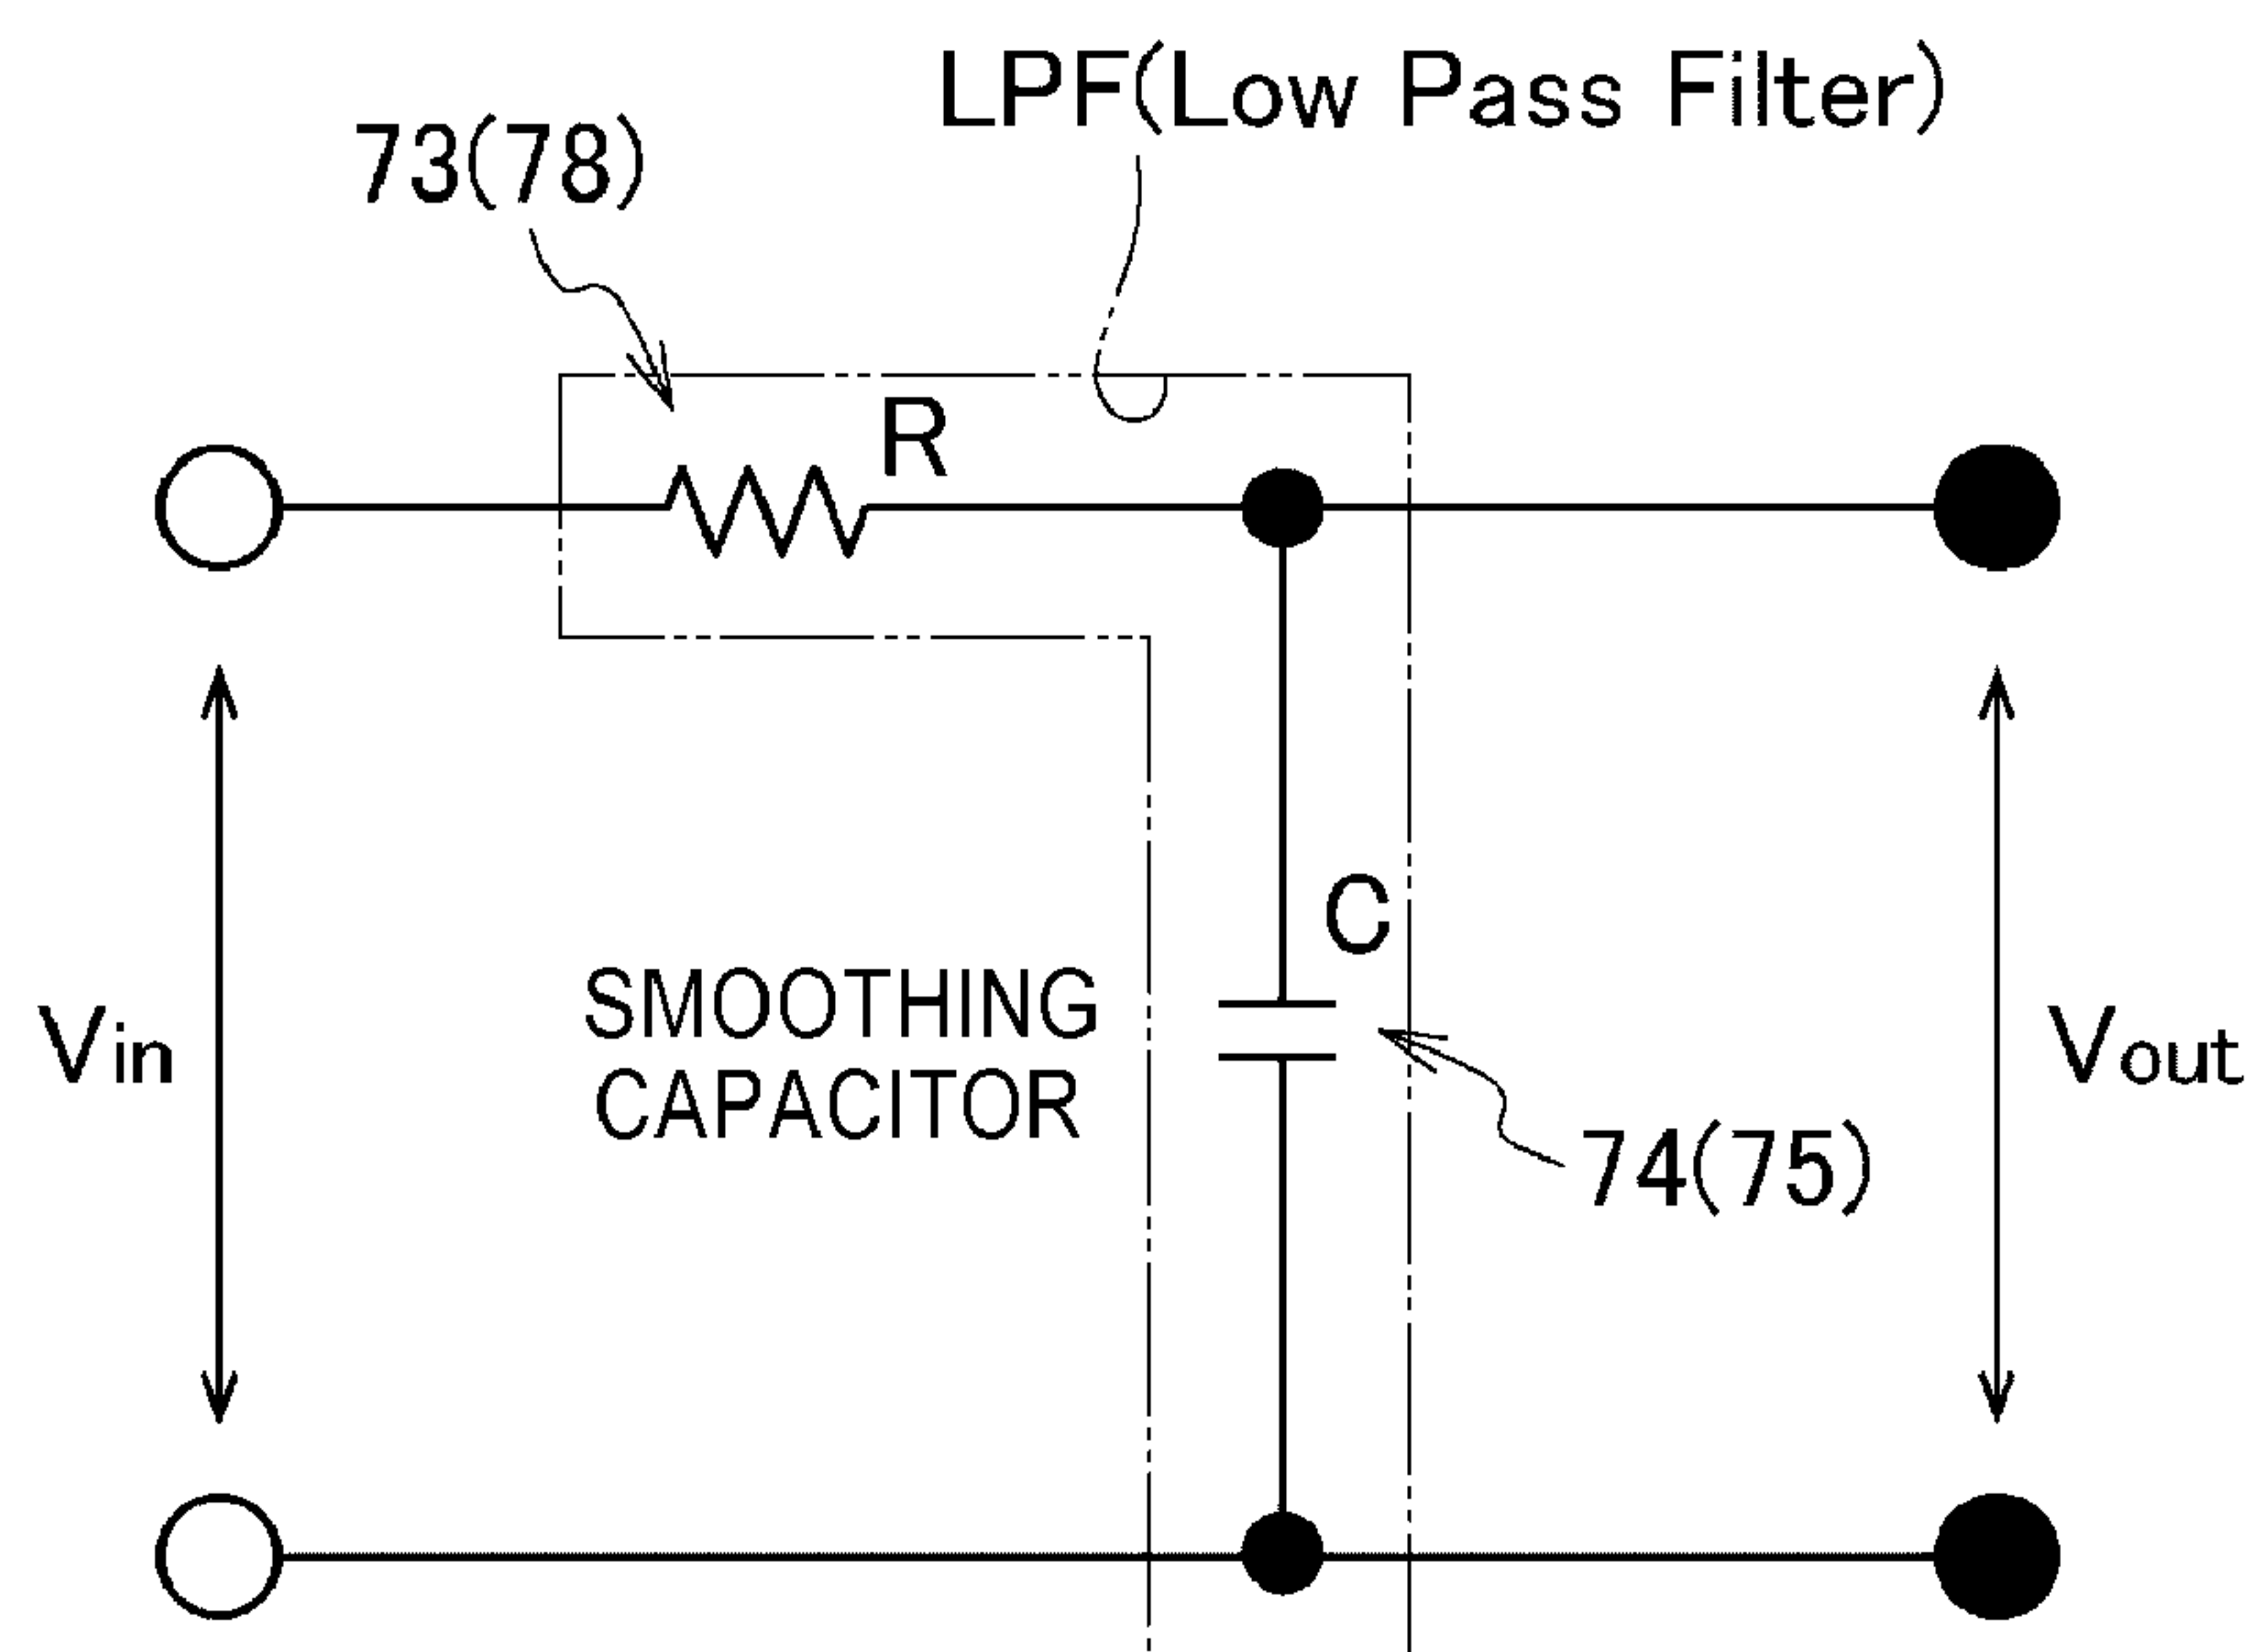 LPF(Low Pass Filter)
73(78)
R
C
SMOOTHING
CAPACITOR
Vin
Vout
74(75)